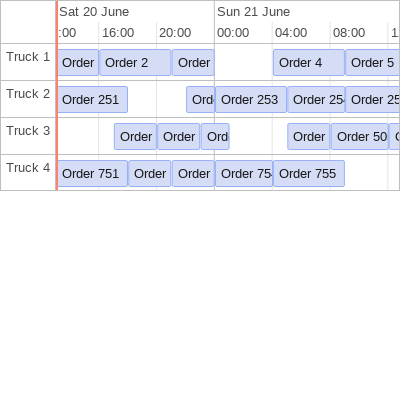 Sat 20 June Sun 21 June
:00 16:00 20:00 00:00 04:00 08:00
Truck 1 Order Order 2 Order Order 4 Order 5
Truck 2 Order 251 Ord Order 253 Order 25 Order 25
Truck 3 Order Order Ord Order Order 50
Truck 4 Order 751 Order Order Order 75 Order 755